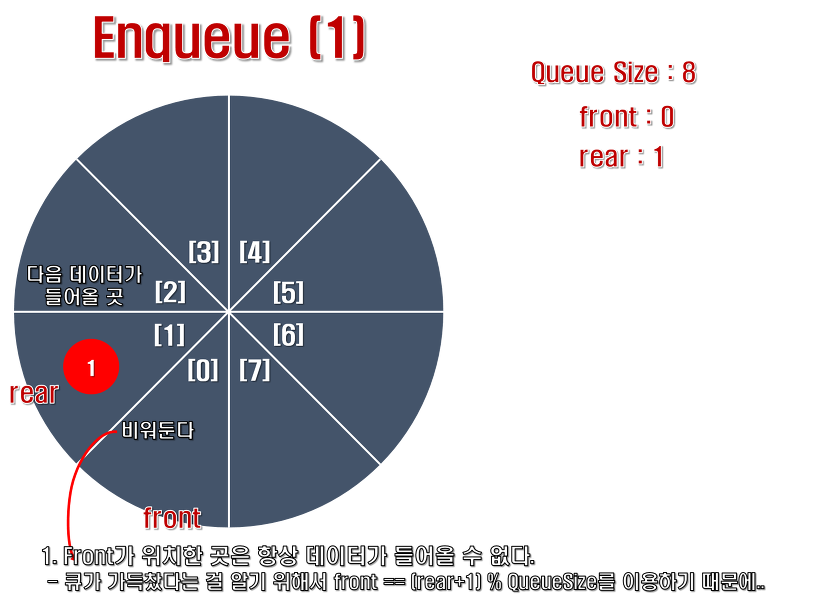 Enqueue (1)
Queue Size : 8
front : 0
rear : 1
[3] [4]
다음 데이터가
들어올 곳
[2] [5]
[1] [6]
1
[0] [7]
rear
비워둔다
front
1. Front가 위치한 곳은 항상 데이터가 들어올 수 없다.
- 큐가 가득찼다는 걸 알기 위해서 front == (rear+1) % QueueSize를 이용하기 때문에..